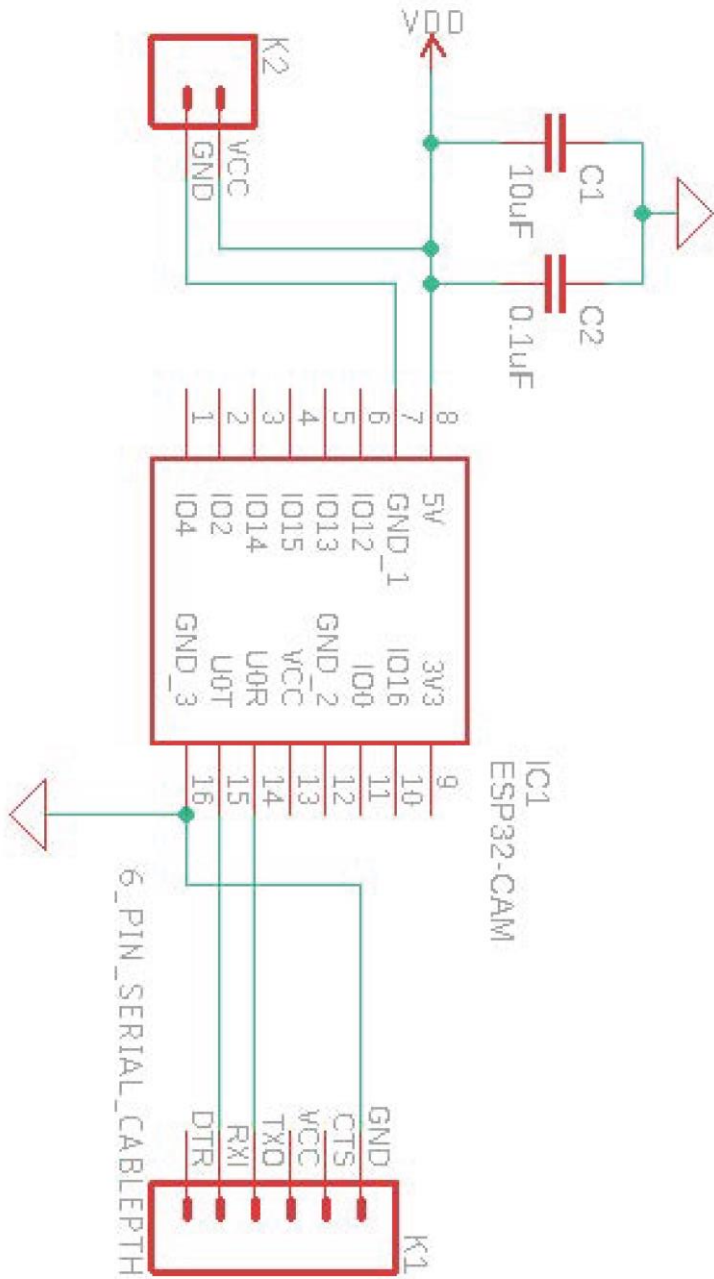 VDD
K2
VCC
GND
C1
10uF
C2
0.1uF
8
7
6
5
4
3
2
1
5V
GND_1
IO12
IO13
IO15
IO14
IO2
IO4
3V3
IO16
IO0
GND_2
VCC
U0R
U0T
GND_3
9
10
11
12
13
14
15
16
IC1
ESP32-CAM
GND
CTS
VCC
TXO
RXI
DTR
K1
6_PIN_SERIAL_CABLEPTH